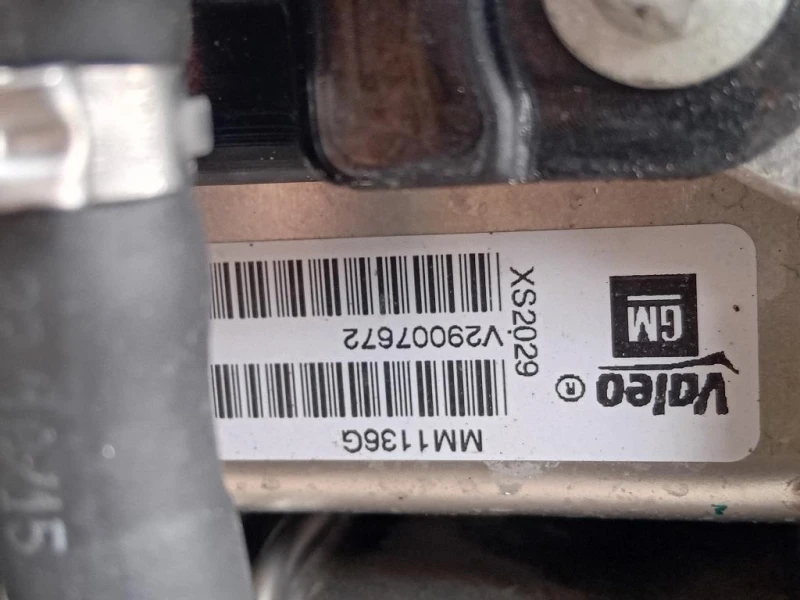 GM
Valeo ®
XS2029
MM1136G
V29007672